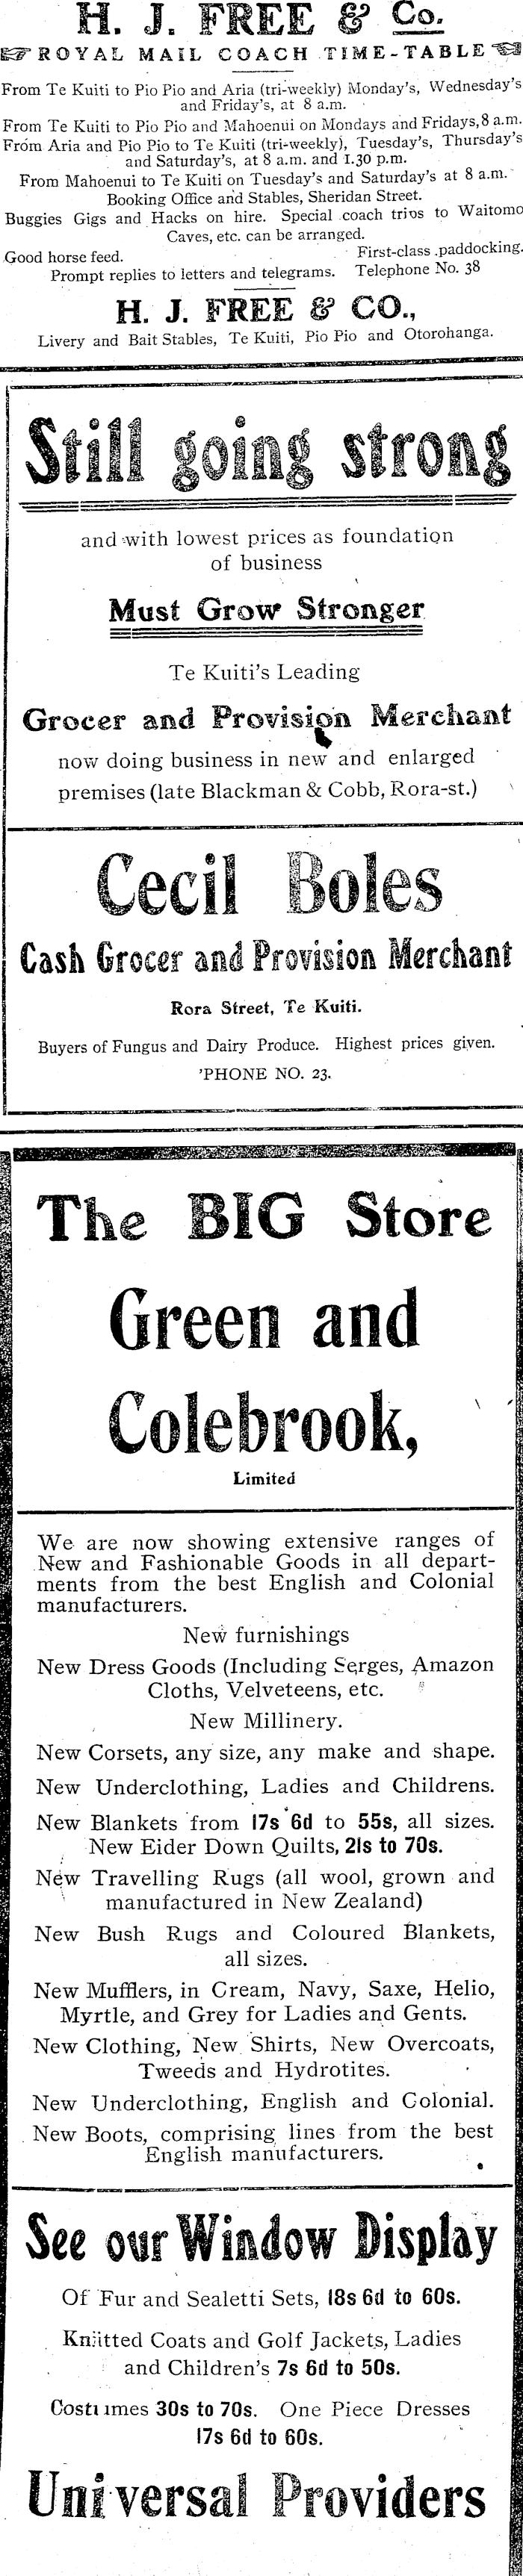 H. J. FREE & Co.
ROYAL MAIL COACH TIME-TABLE
From Te Kuiti to Pio Pio and Aria (tri-weekly) Monday's, Wednesday's
and Friday's, at 8 a.m.
From Te Kuiti to Pio Pio and Mahoenui on Mondays and Fridays, 8 a.m.
From Aria and Pio Pio to Te Kuiti (tri-weekly), Tuesday's, Thursday's
and Saturday's, at 8 a.m. and 1.30 p.m.
From Mahoenui to Te Kuiti on Tuesday's and Saturday's at 8 a.m.
Booking Office and Stables, Sheridan Street.
Buggies Gigs and Hacks on hire. Special coach trips to Waitomo
Caves, etc. can be arranged.
Good horse feed. First-class paddocking.
Prompt replies to letters and telegrams. Telephone No. 38
H. J. FREE & CO.,
Livery and Bait Stables, Te Kuiti, Pio Pio and Otorohanga.
Still going strong
and with lowest prices as foundation
of business
Must Grow Stronger
Te Kuiti's Leading
Grocer and Provision Merchant
now doing business in new and enlarged
premises (late Blackman & Cobb, Rora-st.)
Cecil Boles
Cash Grocer and Provision Merchant
Rora Street, Te Kuiti.
Buyers of Fungus and Dairy Produce. Highest prices given.
'PHONE NO. 23.
The BIG Store
Green and
Colebrook,
Limited
We are now showing extensive ranges of
New and Fashionable Goods in all depart-
ments from the best English and Colonial
manufacturers.
New furnishings
New Dress Goods (Including Serges, Amazon
Cloths, Velveteens, etc.
New Millinery.
New Corsets, any size, any make and shape.
New Underclothing, Ladies and Childrens.
New Blankets from 17s 6d to 55s, all sizes.
New Eider Down Quilts, 21s to 70s.
New Travelling Rugs (all wool, grown and
manufactured in New Zealand)
New Bush Rugs and Coloured Blankets,
all sizes.
New Mufflers, in Cream, Navy, Saxe, Helio,
Myrtle, and Grey for Ladies and Gents.
New Clothing, New Shirts, New Overcoats,
Tweeds and Hydrotites.
New Underclothing, English and Colonial.
New Boots, comprising lines from the best
English manufacturers.
See our Window Display
Of Fur and Sealetti Sets, 18s 6d to 60s.
Knitted Coats and Golf Jackets, Ladies
and Children's 7s 6d to 50s.
Costumes 30s to 70s. One Piece Dresses
17s 6d to 60s.
Universal Providers